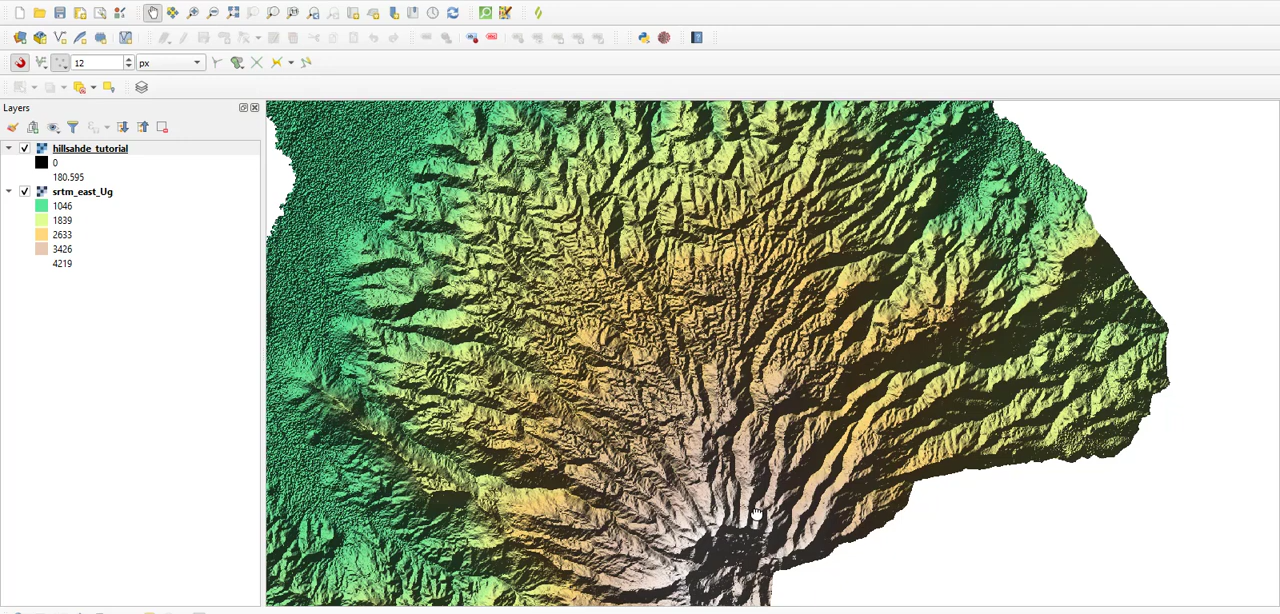 12
px
Layers
hillsahde_tutorial
0
180.595
srtm_east_Ug
1046
1839
2633
3426
4219